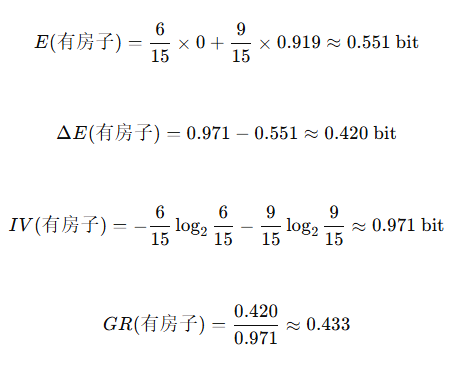 E(有房子) = 6/15 × 0 + 9/15 × 0.919 ≈ 0.551 bit
ΔE(有房子) = 0.971 − 0.551 ≈ 0.420 bit
IV(有房子) = −6/15 log₂ 6/15 − 9/15 log₂ 9/15 ≈ 0.971 bit
GR(有房子) = 0.420/0.971 ≈ 0.433